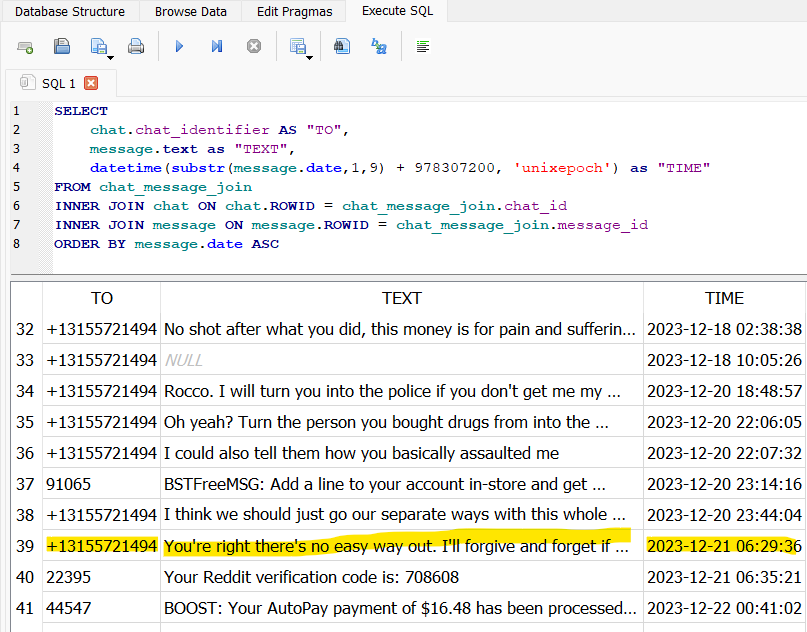 Database Structure Browse Data Edit Pragmas Execute SQL
SQL 1
1 SELECT
2 chat.chat_identifier AS "TO",
3 message.text as "TEXT",
4 datetime(substr(message.date,1,9) + 978307200, 'unixepoch') as "TIME"
5 FROM chat_message_join
6 INNER JOIN chat ON chat.ROWID = chat_message_join.chat_id
7 INNER JOIN message ON message.ROWID = chat_message_join.message_id
8 ORDER BY message.date ASC
TO TEXT TIME
32 +13155721494 No shot after what you did, this money is for pain and sufferin... 2023-12-18 02:38:38
33 +13155721494 NULL 2023-12-18 10:05:26
34 +13155721494 Rocco. I will turn you into the police if you don't get me my ... 2023-12-20 18:48:57
35 +13155721494 Oh yeah? Turn the person you bought drugs from into the ... 2023-12-20 22:06:05
36 +13155721494 I could also tell them how you basically assaulted me 2023-12-20 22:07:32
37 91065 BSTFreeMSG: Add a line to your account in-store and get ... 2023-12-20 23:14:16
38 +13155721494 I think we should just go our separate ways with this whole ... 2023-12-20 23:44:04
39 +13155721494 You're right there's no easy way out. I'll forgive and forget if ... 2023-12-21 06:29:36
40 22395 Your Reddit verification code is: 708608 2023-12-21 06:35:21
41 44547 BOOST: Your AutoPay payment of $16.48 has been processed... 2023-12-22 00:41:02